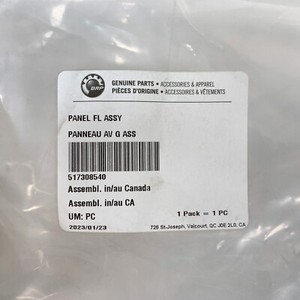 brp
GENUINE PARTS • ACCESSORIES & APPAREL
PIÈCES D'ORIGINE • ACCESSOIRES & VÊTEMENTS
PANEL FL ASSY
PANNEAU AV G ASS
517308540
Assembl. in/au Canada
Assembl. in/au CA
UM: PC
1 Pack = 1 PC
2023/01/23
726 St-Joseph, Valcourt, QC J0E 2L0, CA